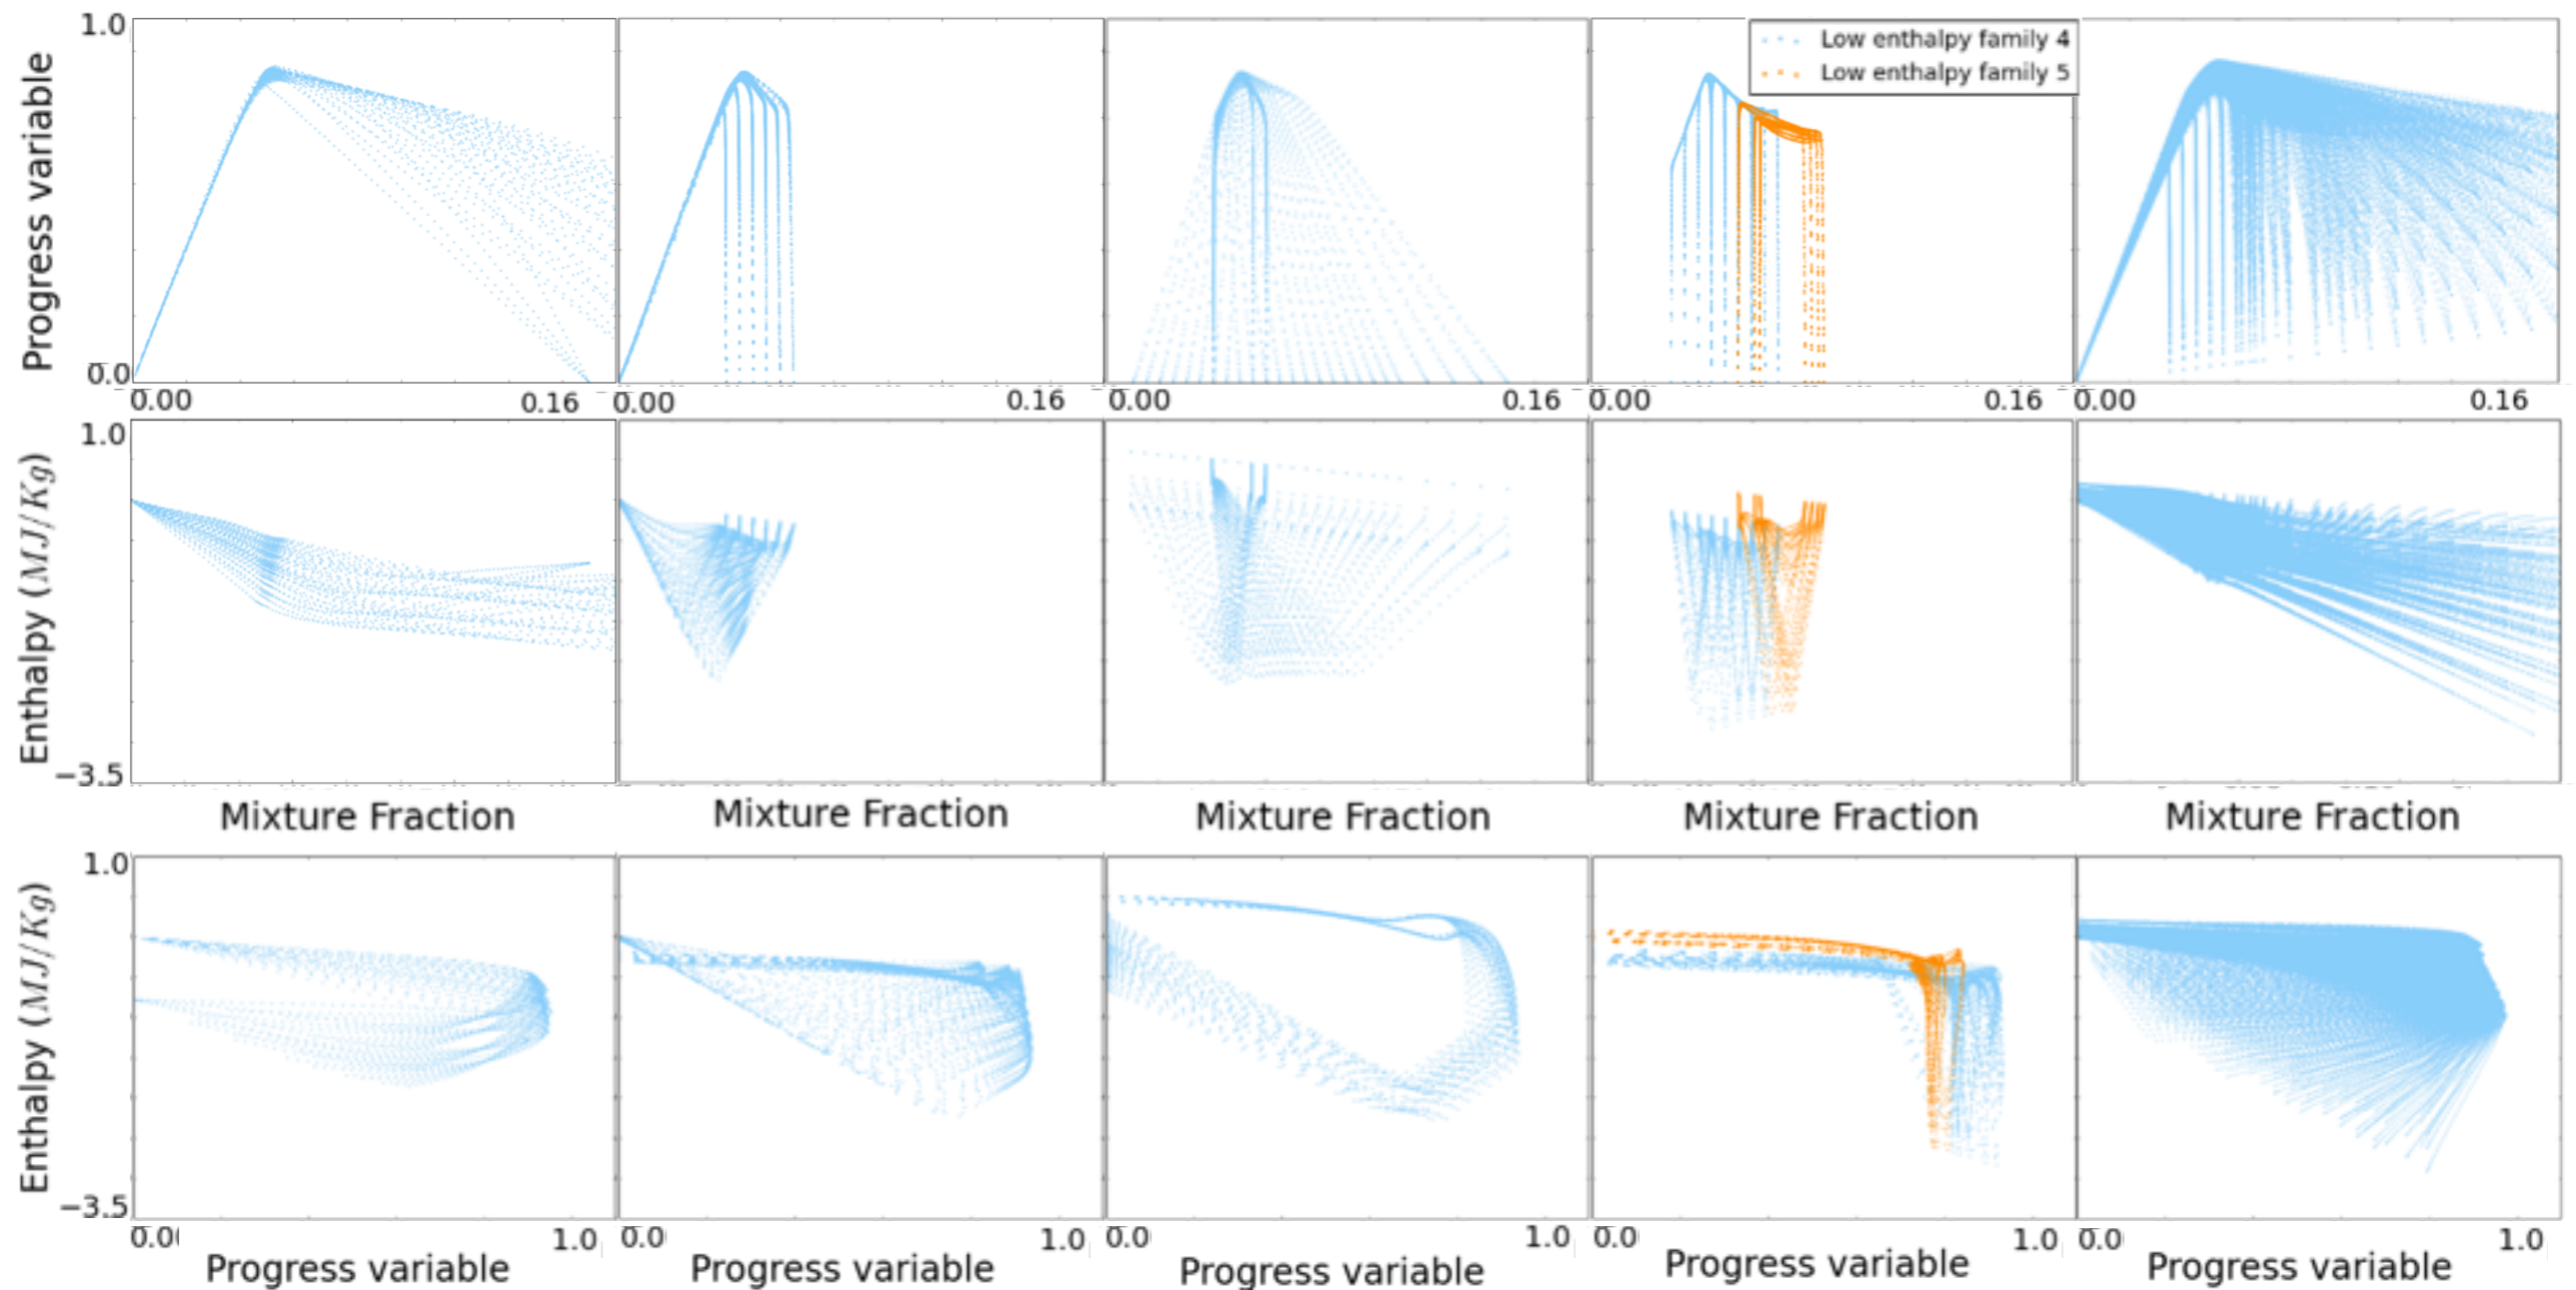 1.0
Progress variable
0.0
Low enthalpy family 4
Low enthalpy family 5
0.00 0.16 0.00 0.16 0.00 0.16 0.00 0.16 0.00 0.16
1.0
Enthalpy (MJ/Kg)
−3.5
Mixture Fraction Mixture Fraction Mixture Fraction Mixture Fraction Mixture Fraction
1.0
Enthalpy (MJ/Kg)
−3.5
0.0 1.0 0.0 1.0 0.0 1.0 0.0 1.0 0.0 1.0
Progress variable Progress variable Progress variable Progress variable Progress variable